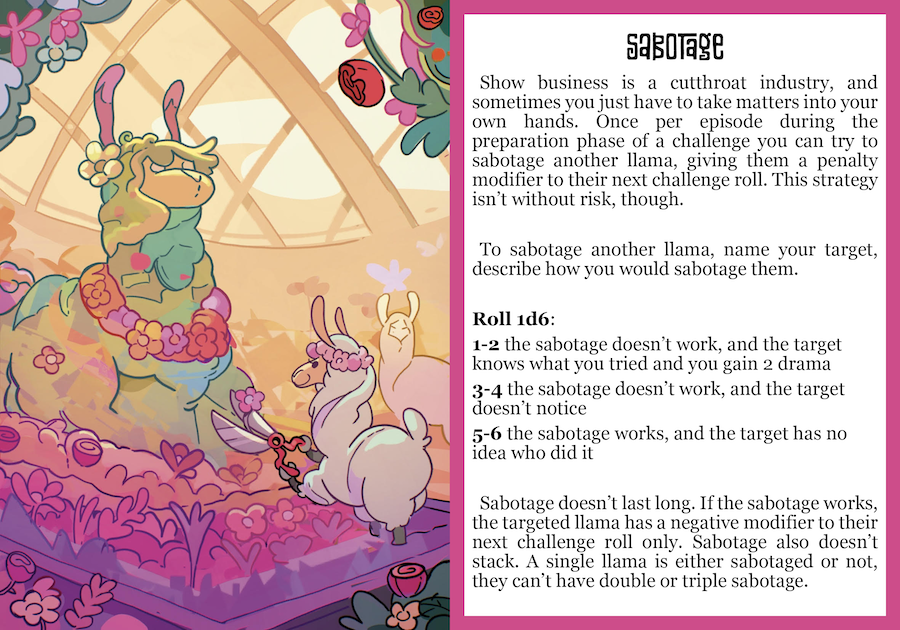 Sabotage
Show business is a cutthroat industry, and
sometimes you just have to take matters into your
own hands. Once per episode during the
preparation phase of a challenge you can try to
sabotage another llama, giving them a penalty
modifier to their next challenge roll. This strategy
isn’t without risk, though.
To sabotage another llama, name your target,
describe how you would sabotage them.
Roll 1d6:
1-2 the sabotage doesn’t work, and the target
knows what you tried and you gain 2 drama
3-4 the sabotage doesn’t work, and the target
doesn’t notice
5-6 the sabotage works, and the target has no
idea who did it
Sabotage doesn’t last long. If the sabotage works,
the targeted llama has a negative modifier to their
next challenge roll only. Sabotage also doesn’t
stack. A single llama is either sabotaged or not,
they can’t have double or triple sabotage.